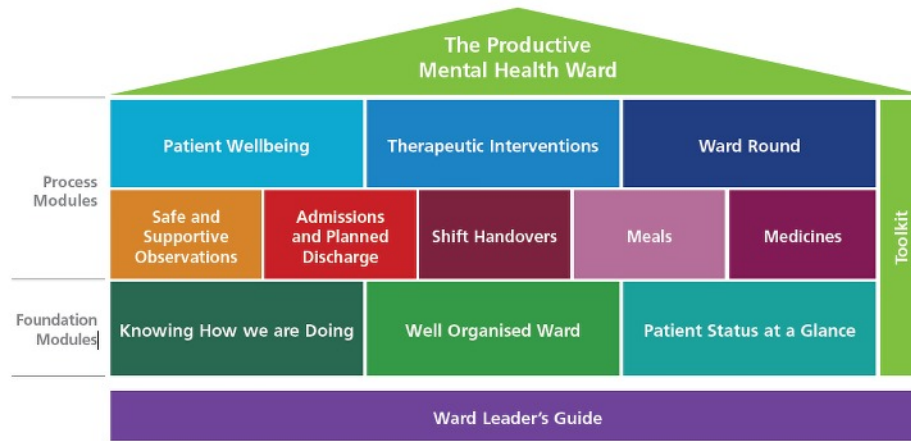 The Productive
Mental Health Ward
Process
Modules
Patient Wellbeing
Therapeutic Interventions
Ward Round
Safe and
Supportive
Observations
Admissions
and Planned
Discharge
Shift Handovers
Meals
Medicines
Toolkit
Foundation
Modules
Knowing How we are Doing
Well Organised Ward
Patient Status at a Glance
Ward Leader's Guide